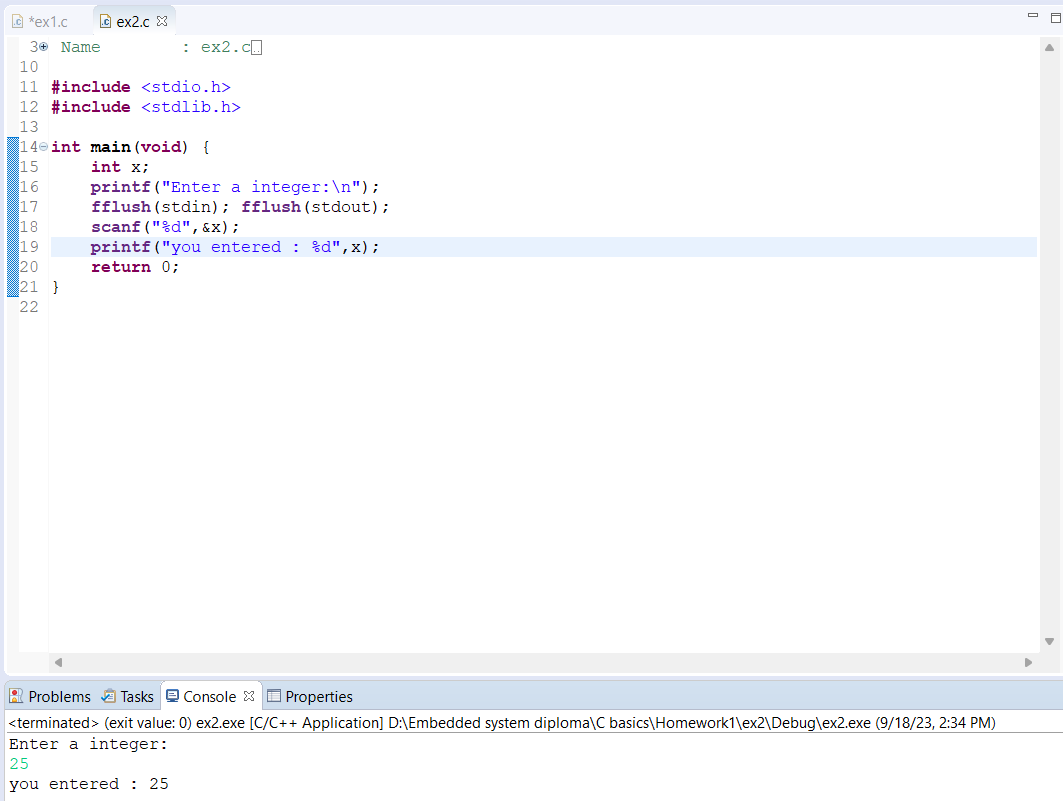 *ex1.c ex2.c
3 Name : ex2.c
10
11 #include <stdio.h>
12 #include <stdlib.h>
13
14 int main(void) {
15 int x;
16 printf("Enter a integer:\n");
17 fflush(stdin); fflush(stdout);
18 scanf("%d",&x);
19 printf("you entered : %d",x);
20 return 0;
21 }
22
Problems Tasks Console Properties
<terminated> (exit value: 0) ex2.exe [C/C++ Application] D:\Embedded system diploma\C basics\Homework1\ex2\Debug\ex2.exe (9/18/23, 2:34 PM)
Enter a integer:
25
you entered : 25